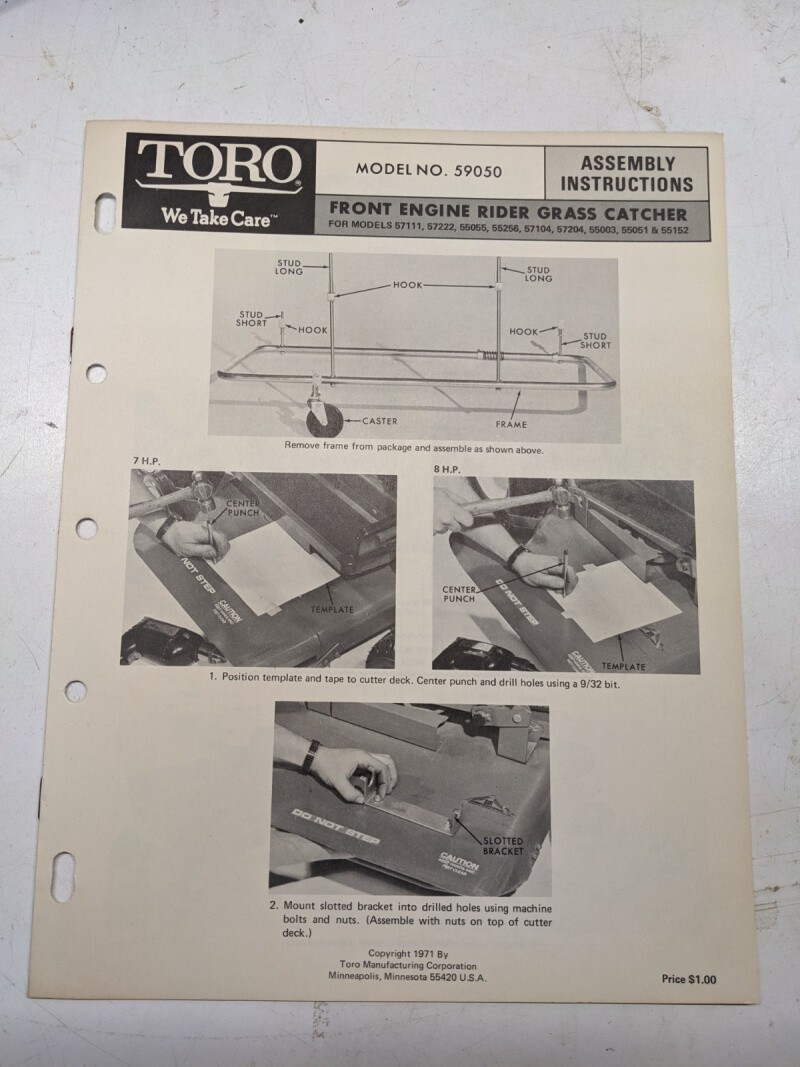 TORO®
We Take Care™
MODEL NO. 59050
ASSEMBLY
INSTRUCTIONS
FRONT ENGINE RIDER GRASS CATCHER
FOR MODELS 57111, 57222, 55055, 55256, 57104, 57204, 55003, 55051 & 55152
STUD
LONG
HOOK
STUD
LONG
STUD
SHORT
HOOK
HOOK
STUD
SHORT
CASTER
FRAME
Remove frame from package and assemble as shown above.
7 H.P.
8 H.P.
CENTER
PUNCH
DO NOT STEP
CAUTION
TEMPLATE
CENTER
PUNCH
DO NOT STEP
CAUTION
TEMPLATE
1. Position template and tape to cutter deck. Center punch and drill holes using a 9/32 bit.
DO NOT STEP
CAUTION
SLOTTED
BRACKET
2. Mount slotted bracket into drilled holes using machine
bolts and nuts. (Assemble with nuts on top of cutter
deck.)
Copyright 1971 By
Toro Manufacturing Corporation
Minneapolis, Minnesota 55420 U.S.A.
Price $1.00